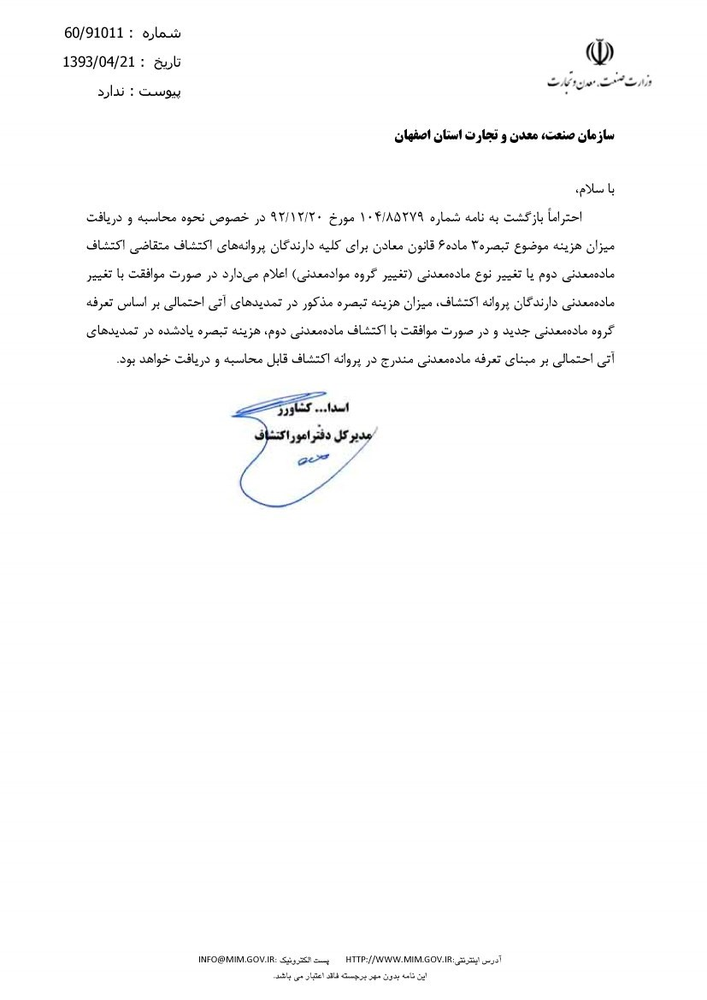 شماره : 60/91011
تاریخ : 1393/04/21
پیوست : ندارد
وزارت صنعت، معدن و تجارت
سازمان صنعت، معدن و تجارت استان اصفهان
با سلام،
احتراماً بازگشت به نامه شماره ۱۰۴/۸۵۲۷۹ مورخ ۹۲/۱۲/۲۰ در خصوص نحوه محاسبه و دریافت
میزان هزینه موضوع تبصره۳ ماده۶ قانون معادن برای کلیه دارندگان پروانه‌های اکتشاف متقاضی اکتشاف
ماده‌معدنی دوم یا تغییر نوع ماده‌معدنی (تغییر گروه موادمعدنی) اعلام می‌دارد در صورت موافقت با تغییر
ماده‌معدنی دارندگان پروانه اکتشاف، میزان هزینه تبصره مذکور در تمدیدهای آتی احتمالی بر اساس تعرفه
گروه ماده‌معدنی جدید و در صورت موافقت با اکتشاف ماده‌معدنی دوم، هزینه تبصره یادشده در تمدیدهای
آتی احتمالی بر مبنای تعرفه ماده‌معدنی مندرج در پروانه اکتشاف قابل محاسبه و دریافت خواهد بود.
اسدا... کشاورز
مدیرکل دفتر امور اکتشاف
آدرس اینترنتی:HTTP://WWW.MIM.GOV.IR پست الکترونیک :INFO@MIM.GOV.IR
این نامه بدون مهر برجسته فاقد اعتبار می باشد.